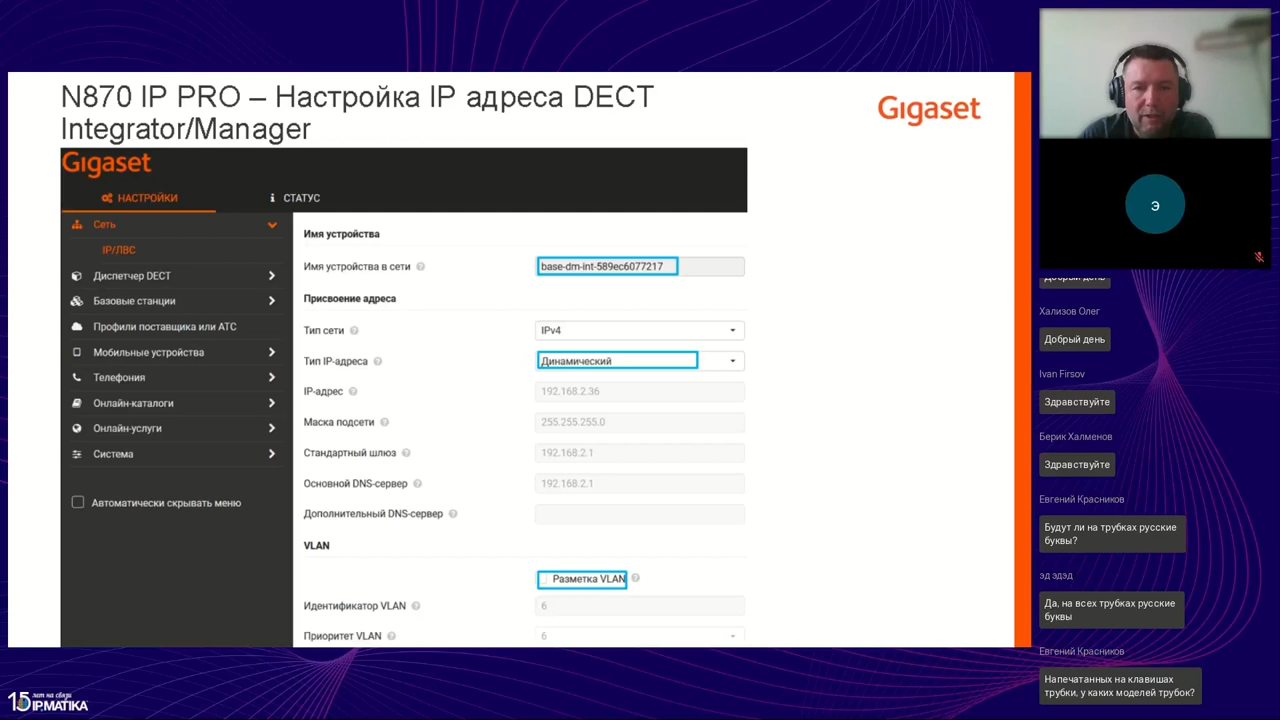 N870 IP PRO – Настройка IP адреса DECT
Integrator/Manager
Gigaset
Gigaset
НАСТРОЙКИ
СТАТУС
Сеть
IP/ЛВС
Диспетчер DECT
Базовые станции
Профили поставщика или АТС
Мобильные устройства
Телефония
Онлайн-каталоги
Онлайн-услуги
Система
Автоматически скрывать меню
Имя устройства
Имя устройства в сети
base-dm-int-589ec6077217
Присвоение адреса
Тип сети
IPv4
Тип IP-адреса
Динамический
IP-адрес
192.168.2.36
Маска подсети
255.255.255.0
Стандартный шлюз
192.168.2.1
Основной DNS-сервер
192.168.2.1
Дополнительный DNS-сервер
VLAN
Разметка VLAN
Идентификатор VLAN
6
Приоритет VLAN
6
Э
Добрый день
Хализов Олег
Добрый день
Ivan Firsov
Здравствуйте
Берик Халменов
Здравствуйте
Евгений Красников
Будут ли на трубках русские
буквы?
эд эдэд
Да, на всех трубках русские
буквы
Евгений Красников
Напечатанных на клавишах
трубки, у каких моделей трубок?
15 лет на связи
IPMATIKA